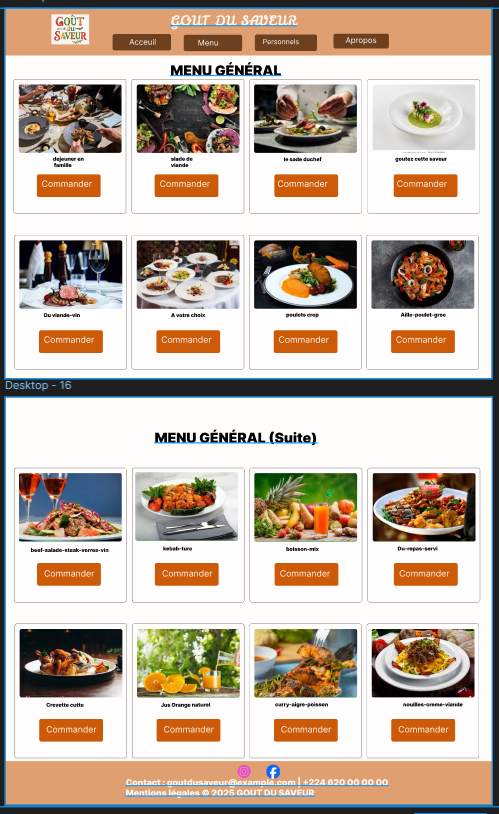 GOÛT
du
SAVEUR
GOUT DU SAVEUR
Acceuil
Menu
Personnels
Apropos
MENU GÉNÉRAL
dejeuner en
famille
slade de
viande
le sade duchef
goutez cette saveur
Commander
Commander
Commander
Commander
Du viande-vin
A votre choix
poulets crop
Aille-poulet-groc
Commander
Commander
Commander
Commander
Desktop - 16
MENU GÉNÉRAL (Suite)
beef-salade-steak-verres-vin
kebab-turc
boisson-mix
Du-repas-servi
Commander
Commander
Commander
Commander
Crevette cutte
Jus Orange naturel
curry-aigre-poisson
nouilles-creme-viande
Commander
Commander
Commander
Commander
Contact : goutdusaveur@example.com | +224 620 00 00 00
Mentions légales © 2025 GOUT DU SAVEUR